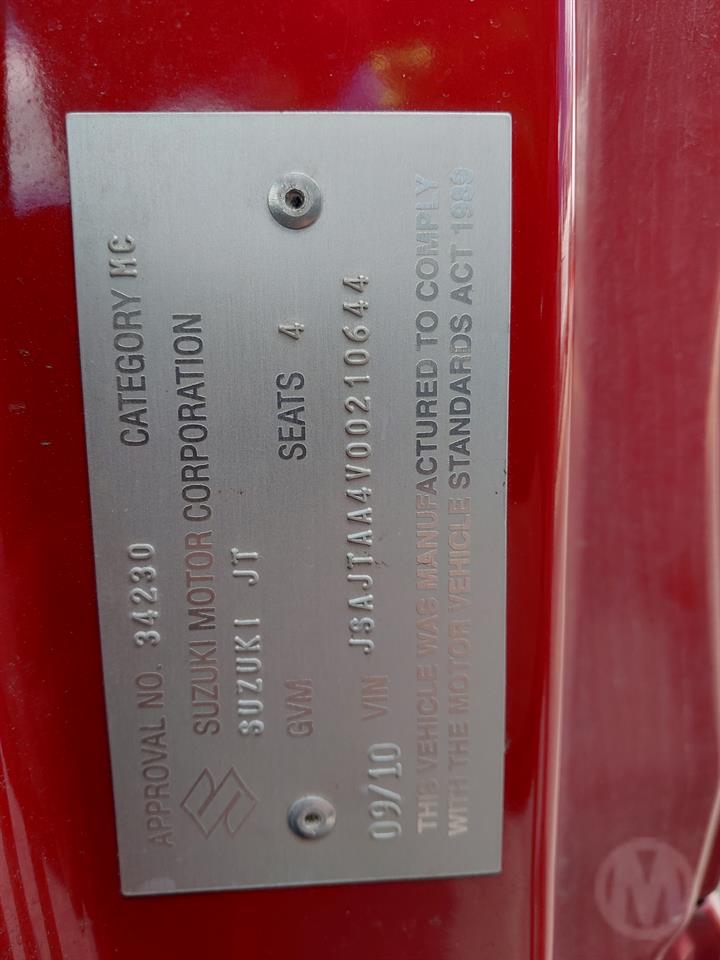 APPROVAL NO. 34230 CATEGORY MC
SUZUKI MOTOR CORPORATION
SUZUKI JT
GVM SEATS 4
09/10 VIN JSAJTAA4V00210644
THIS VEHICLE WAS MANUFACTURED TO COMPLY
WITH THE MOTOR VEHICLE STANDARDS ACT 1989
M